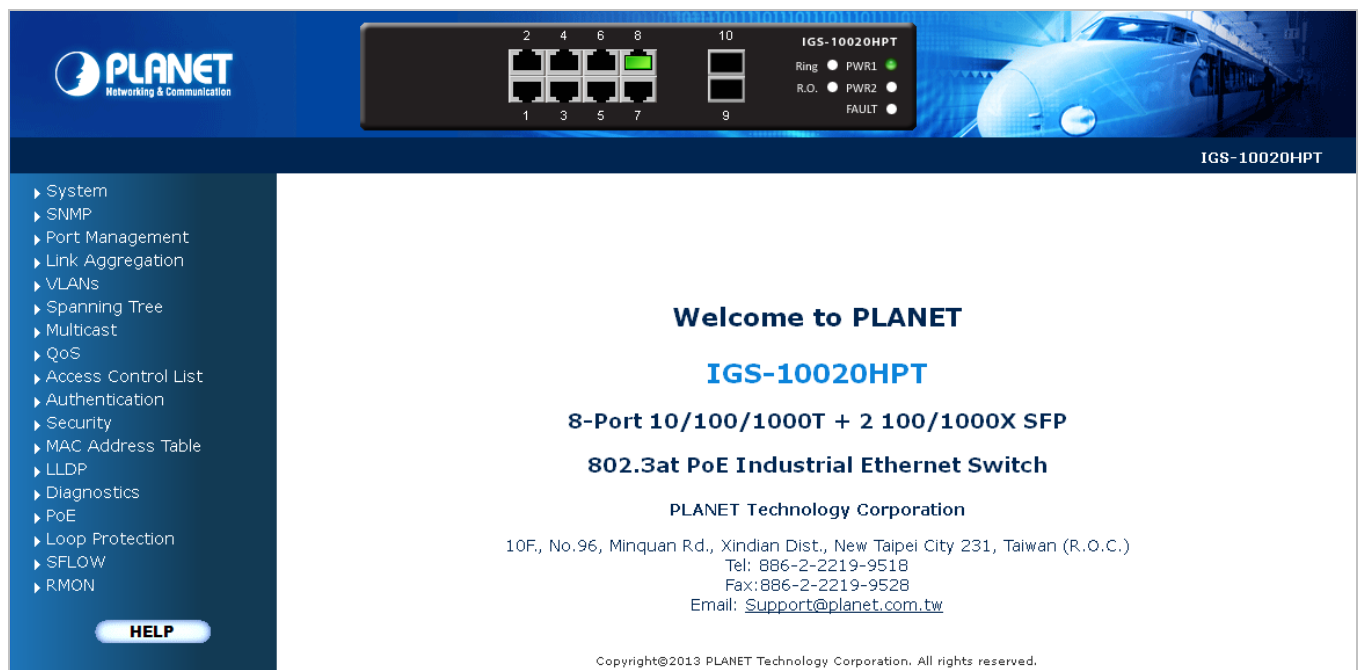 PLANET
Networking & Communication
2 4 6 8 10
IGS-10020HPT
Ring PWR1
R.O. PWR2
FAULT
1 3 5 7 9
IGS-10020HPT
System
SNMP
Port Management
Link Aggregation
VLANs
Spanning Tree
Multicast
QoS
Access Control List
Authentication
Security
MAC Address Table
LLDP
Diagnostics
PoE
Loop Protection
SFLOW
RMON
HELP
Welcome to PLANET
IGS-10020HPT
8-Port 10/100/1000T + 2 100/1000X SFP
802.3at PoE Industrial Ethernet Switch
PLANET Technology Corporation
10F., No.96, Minquan Rd., Xindian Dist., New Taipei City 231, Taiwan (R.O.C.)
Tel: 886-2-2219-9518
Fax:886-2-2219-9528
Email: Support@planet.com.tw
Copyright©2013 PLANET Technology Corporation. All rights reserved.